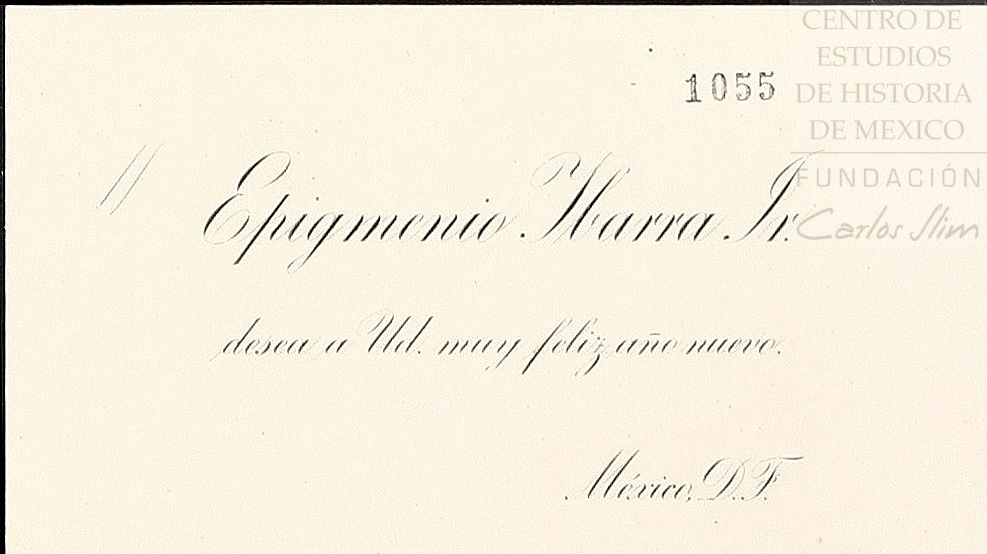 CENTRO DE
ESTUDIOS
DE HISTORIA
DE MEXICO
FUNDACIÓN
Carlos Slim
1055
Epigmenio Ibarra Jr.
desea a Ud. muy feliz año nuevo.
México, D.F.